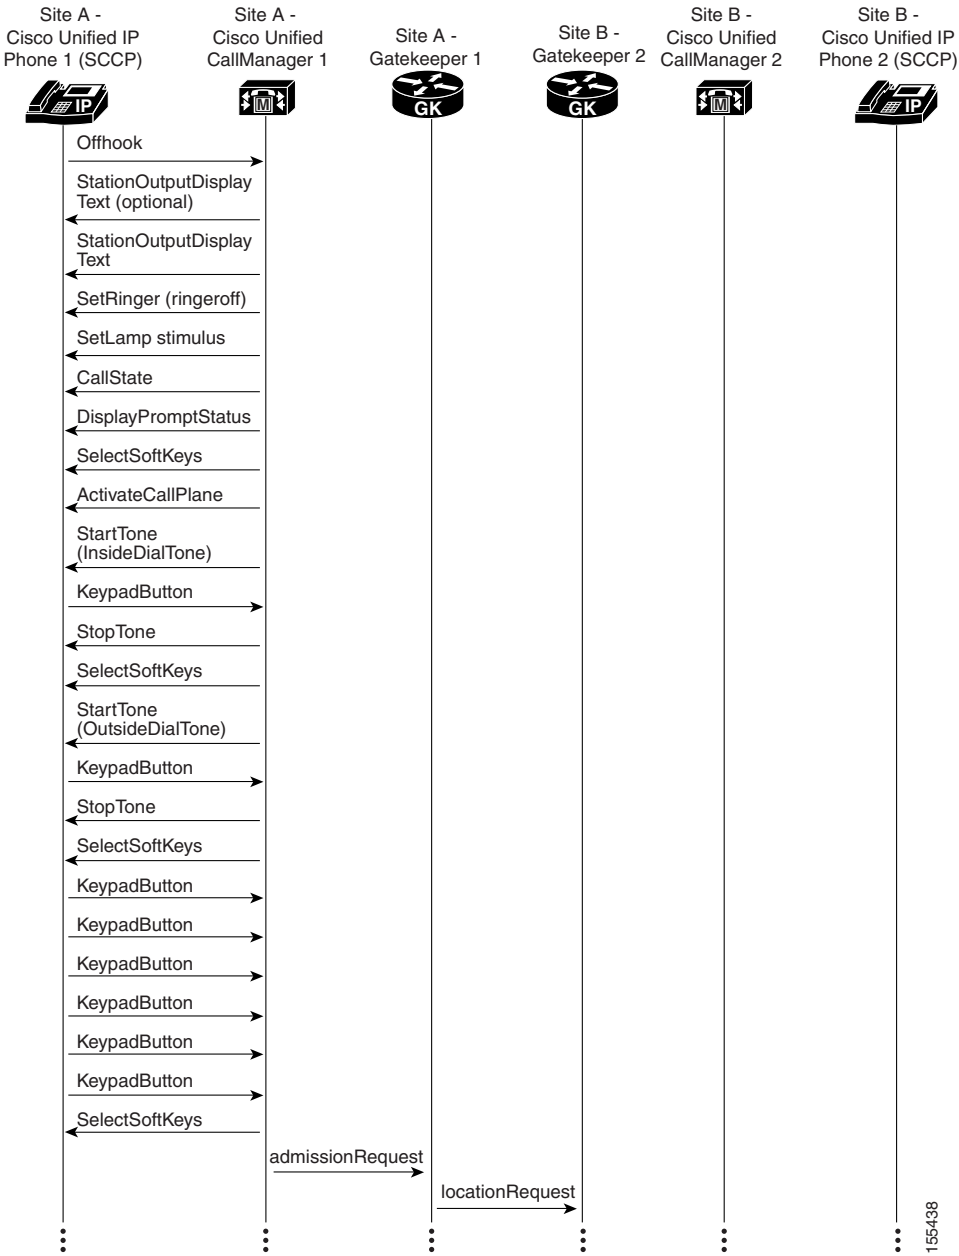 Site A -
Cisco Unified IP
Phone 1 (SCCP)
Site A -
Cisco Unified
CallManager 1
Site A -
Gatekeeper 1
Site B -
Gatekeeper 2
Site B -
Cisco Unified
CallManager 2
Site B -
Cisco Unified IP
Phone 2 (SCCP)
IP
M
GK
GK
M
IP
Offhook
StationOutputDisplay
Text (optional)
StationOutputDisplay
Text
SetRinger (ringeroff)
SetLamp stimulus
CallState
DisplayPromptStatus
SelectSoftKeys
ActivateCallPlane
StartTone
(InsideDialTone)
KeypadButton
StopTone
SelectSoftKeys
StartTone
(OutsideDialTone)
KeypadButton
StopTone
SelectSoftKeys
KeypadButton
KeypadButton
KeypadButton
KeypadButton
KeypadButton
KeypadButton
SelectSoftKeys
admissionRequest
locationRequest
155438